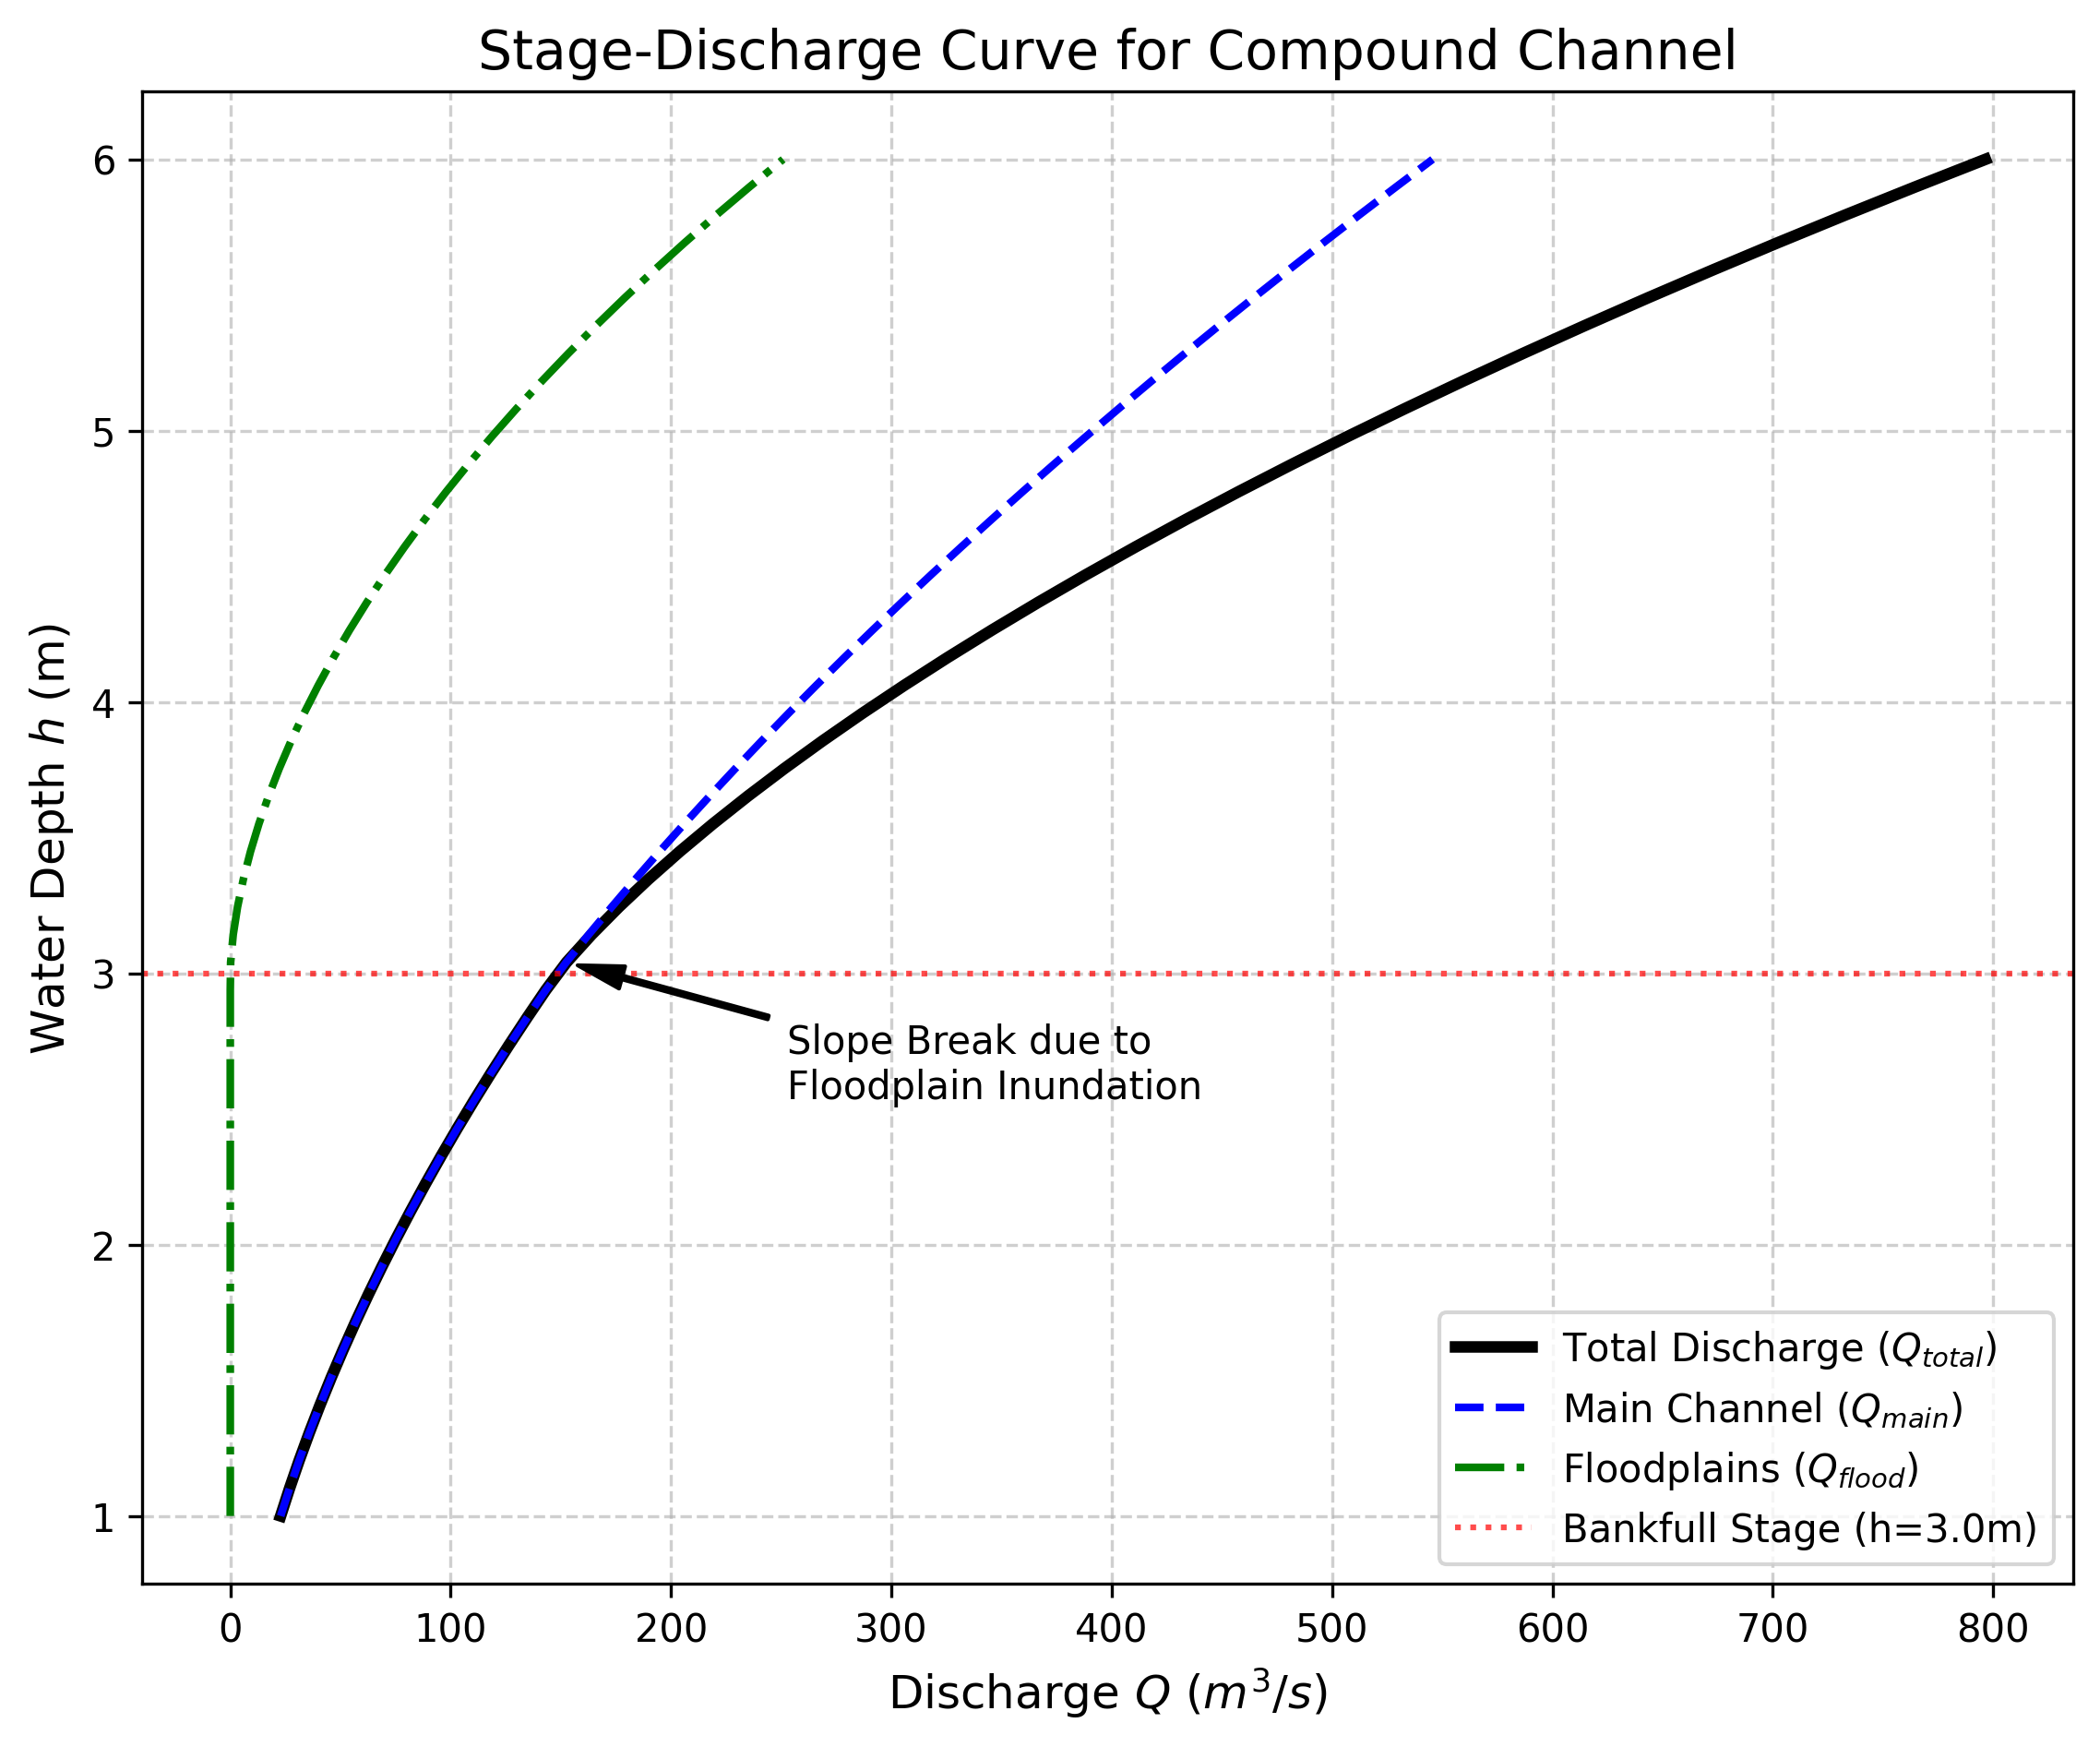 Stage-Discharge Curve for Compound Channel
Water Depth h (m)
6
5
4
3
2
1
Slope Break due to
Floodplain Inundation
Total Discharge (Q_total)
Main Channel (Q_main)
Floodplains (Q_flood)
Bankfull Stage (h=3.0m)
0 100 200 300 400 500 600 700 800
Discharge Q (m³/s)